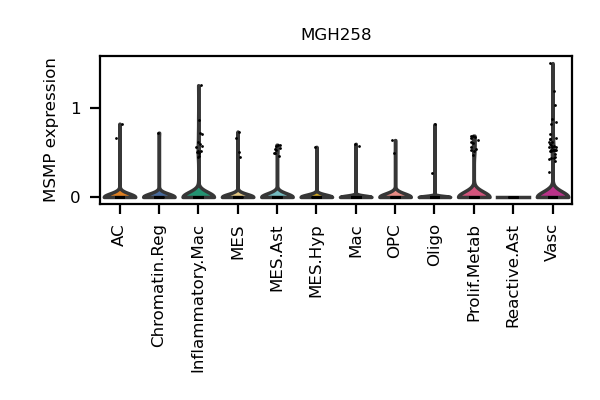 MGH258
MSMP expression
1
0
AC
Chromatin.Reg
Inflammatory.Mac
MES
MES.Ast
MES.Hyp
Mac
OPC
Oligo
Prolif.Metab
Reactive.Ast
Vasc